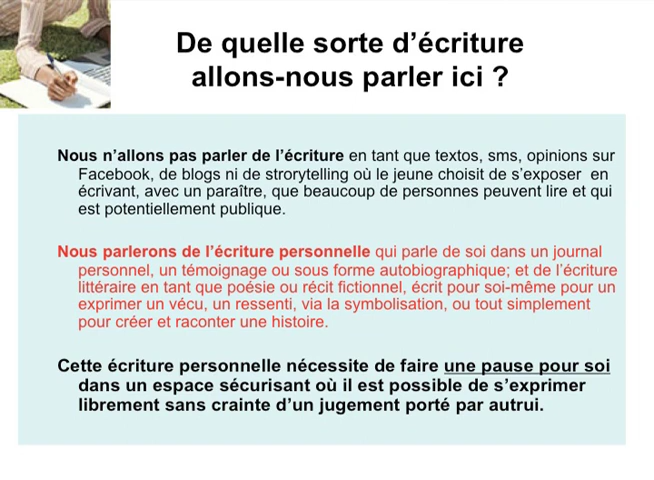 De quelle sorte d’écriture
allons-nous parler ici ?
Nous n’allons pas parler de l’écriture en tant que textos, sms, opinions sur
Facebook, de blogs ni de strorytelling où le jeune choisit de s’exposer en
écrivant, avec un paraître, que beaucoup de personnes peuvent lire et qui
est potentiellement publique.
Nous parlerons de l’écriture personnelle qui parle de soi dans un journal
personnel, un témoignage ou sous forme autobiographique; et de l’écriture
littéraire en tant que poésie ou récit fictionnel, écrit pour soi-même pour un
exprimer un vécu, un ressenti, via la symbolisation, ou tout simplement
pour créer et raconter une histoire.
Cette écriture personnelle nécessite de faire une pause pour soi
dans un espace sécurisant où il est possible de s’exprimer
librement sans crainte d’un jugement porté par autrui.